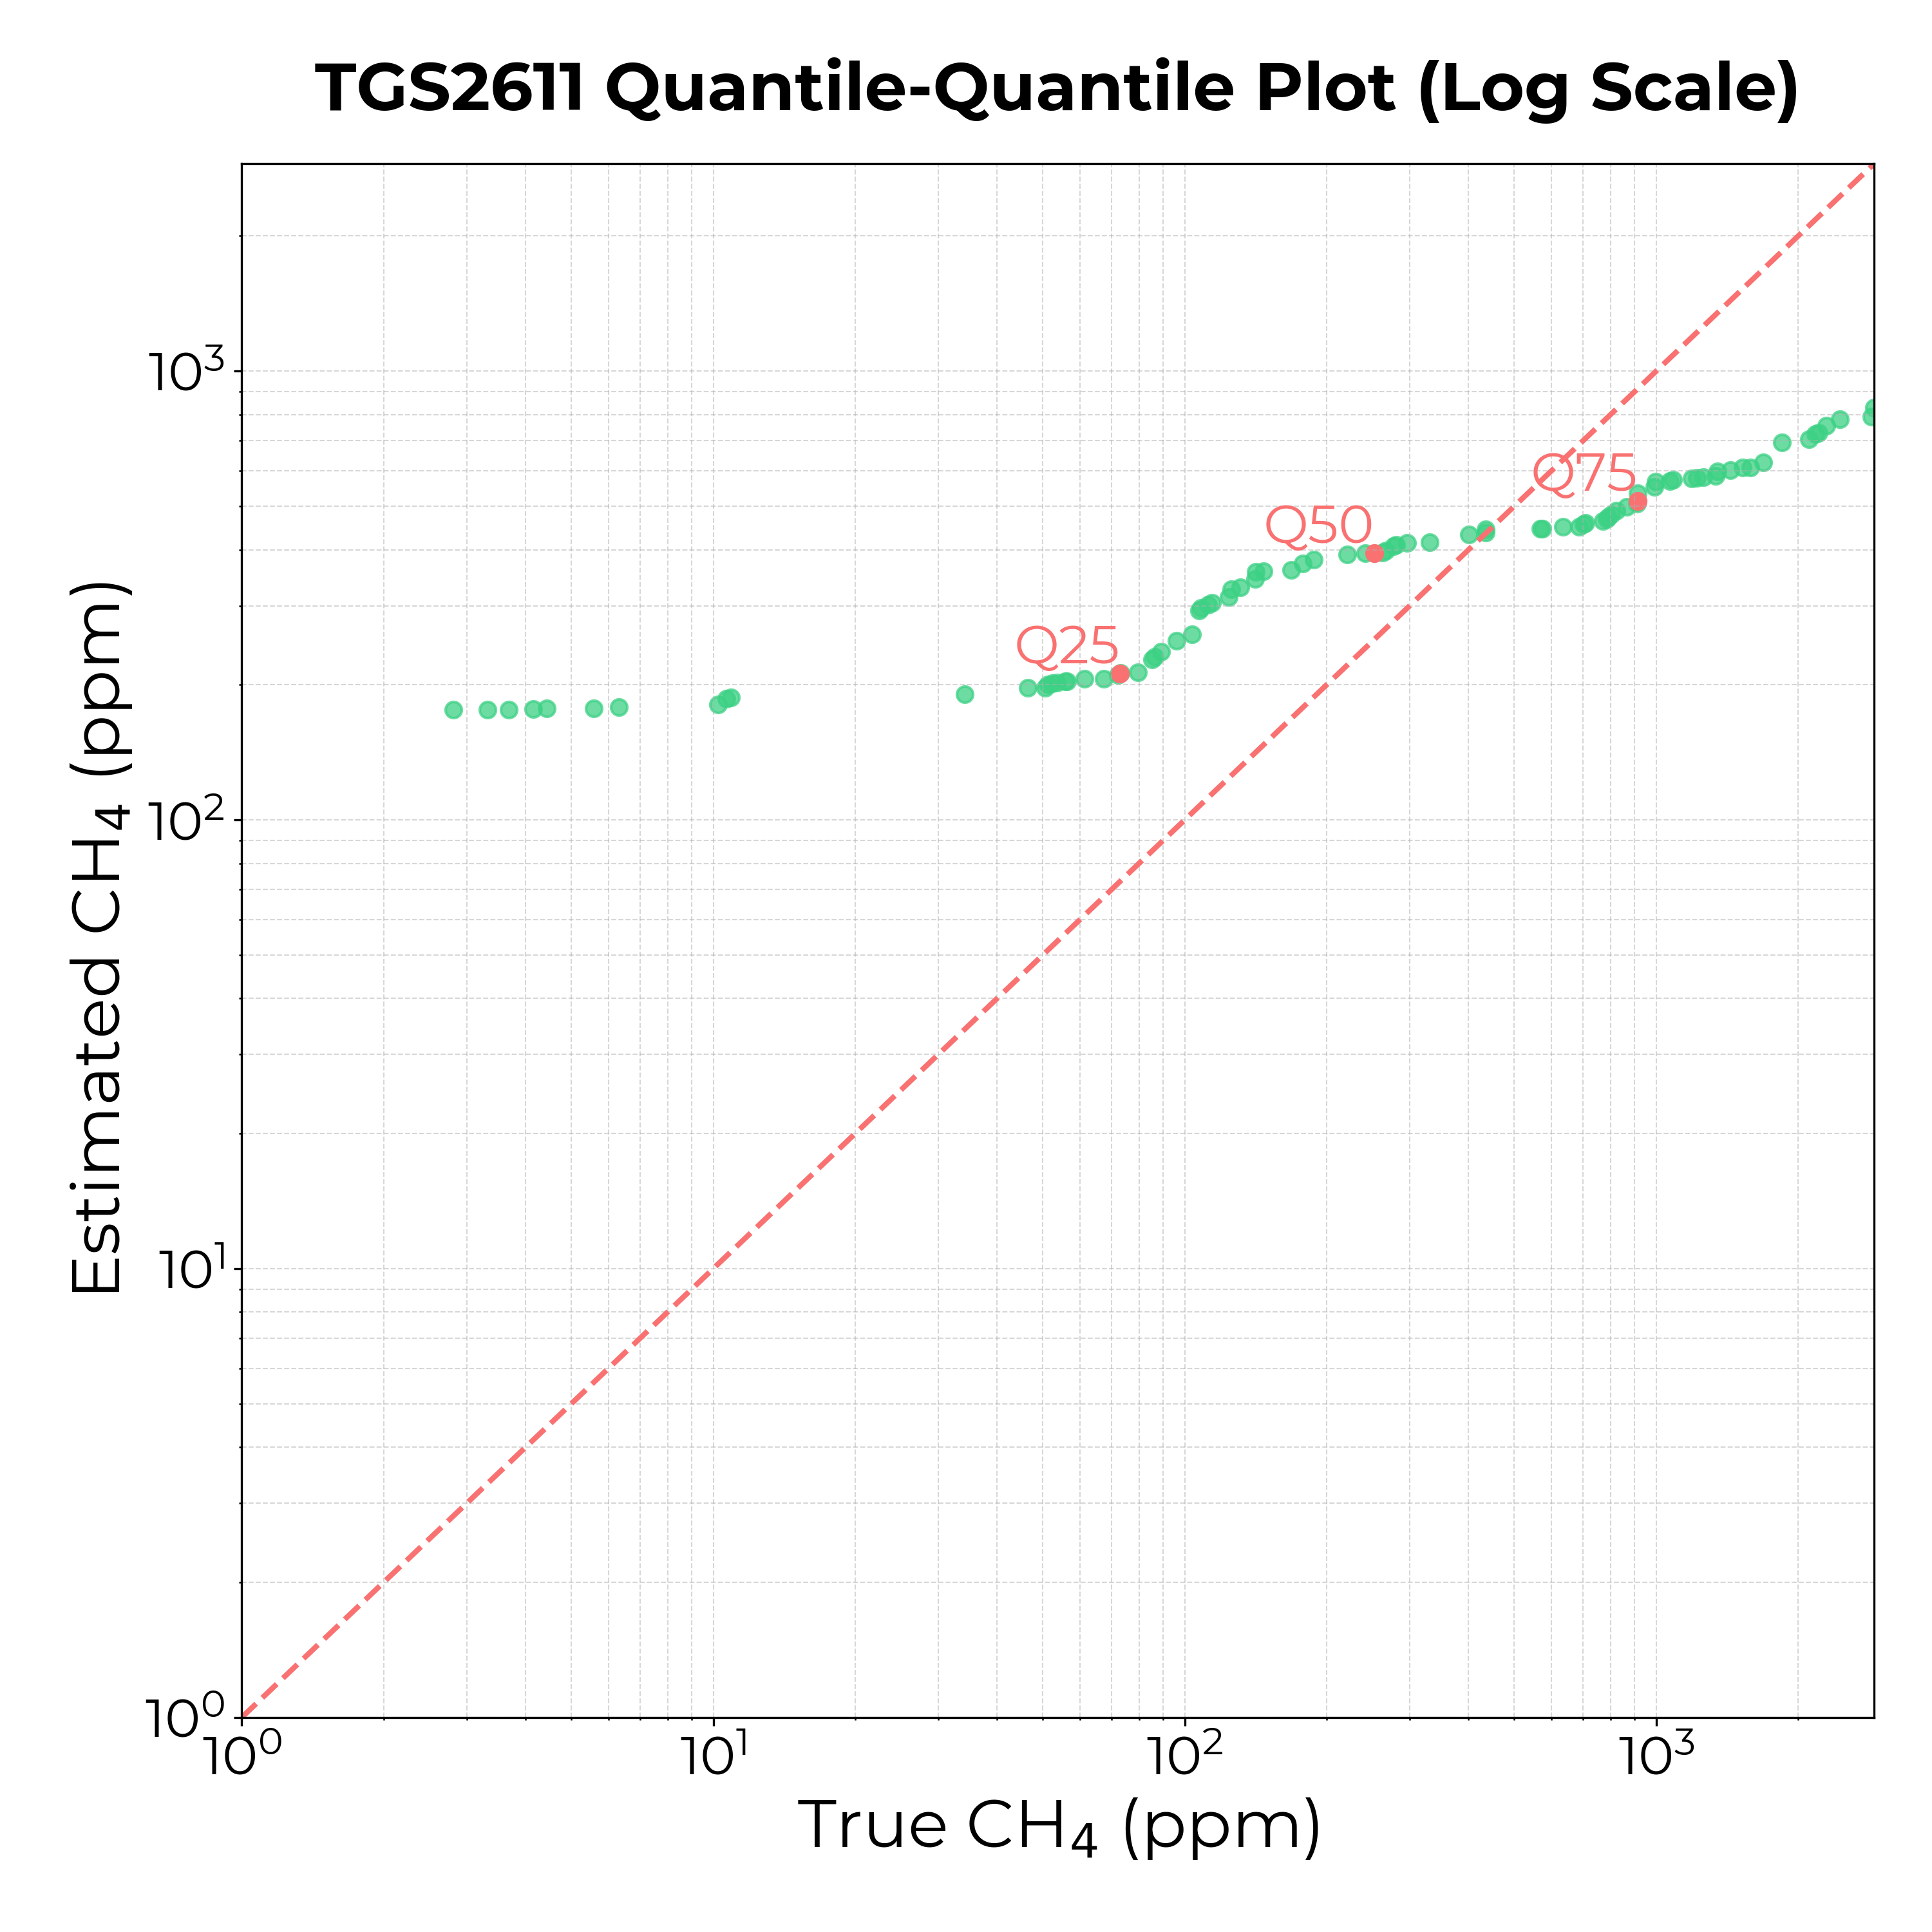 TGS2611 Quantile-Quantile Plot (Log Scale)
Estimated CH₄ (ppm)
10³
10²
10¹
10⁰
Q25
Q50
Q75
10⁰ 10¹ 10² 10³
True CH₄ (ppm)